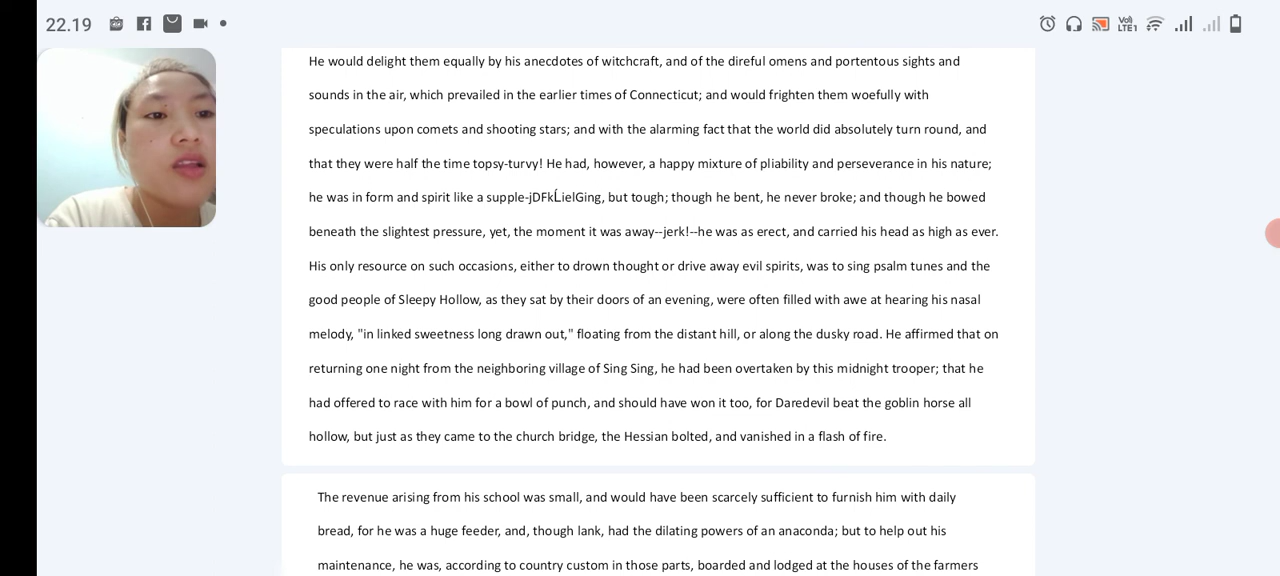 22.19
VoLTE1
He would delight them equally by his anecdotes of witchcraft, and of the direful omens and portentous sights and
sounds in the air, which prevailed in the earlier times of Connecticut; and would frighten them woefully with
speculations upon comets and shooting stars; and with the alarming fact that the world did absolutely turn round, and
that they were half the time topsy-turvy! He had, however, a happy mixture of pliability and perseverance in his nature;
he was in form and spirit like a supple-jDFkĹielGing, but tough; though he bent, he never broke; and though he bowed
beneath the slightest pressure, yet, the moment it was away--jerk!--he was as erect, and carried his head as high as ever.
His only resource on such occasions, either to drown thought or drive away evil spirits, was to sing psalm tunes and the
good people of Sleepy Hollow, as they sat by their doors of an evening, were often filled with awe at hearing his nasal
melody, "in linked sweetness long drawn out," floating from the distant hill, or along the dusky road. He affirmed that on
returning one night from the neighboring village of Sing Sing, he had been overtaken by this midnight trooper; that he
had offered to race with him for a bowl of punch, and should have won it too, for Daredevil beat the goblin horse all
hollow, but just as they came to the church bridge, the Hessian bolted, and vanished in a flash of fire.
The revenue arising from his school was small, and would have been scarcely sufficient to furnish him with daily
bread, for he was a huge feeder, and, though lank, had the dilating powers of an anaconda; but to help out his
maintenance, he was, according to country custom in those parts, boarded and lodged at the houses of the farmers